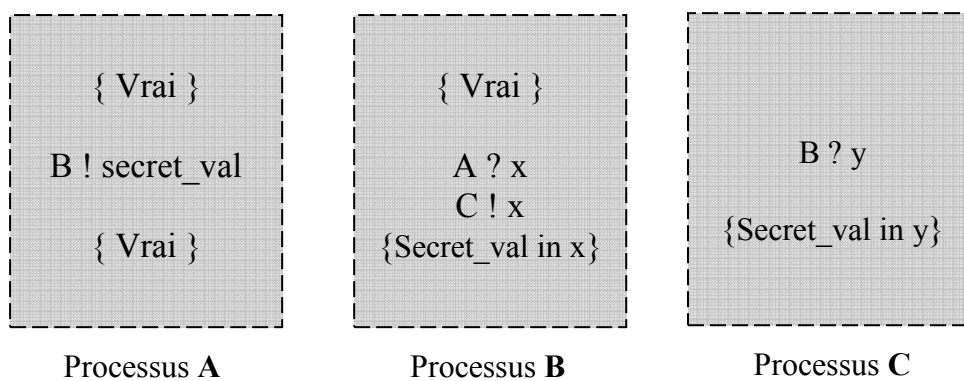 { Vrai }
B ! secret_val
{ Vrai }
Processus A
{ Vrai }
A ? x
C ! x
{Secret_val in x}
Processus B
B ? y
{Secret_val in y}
Processus C